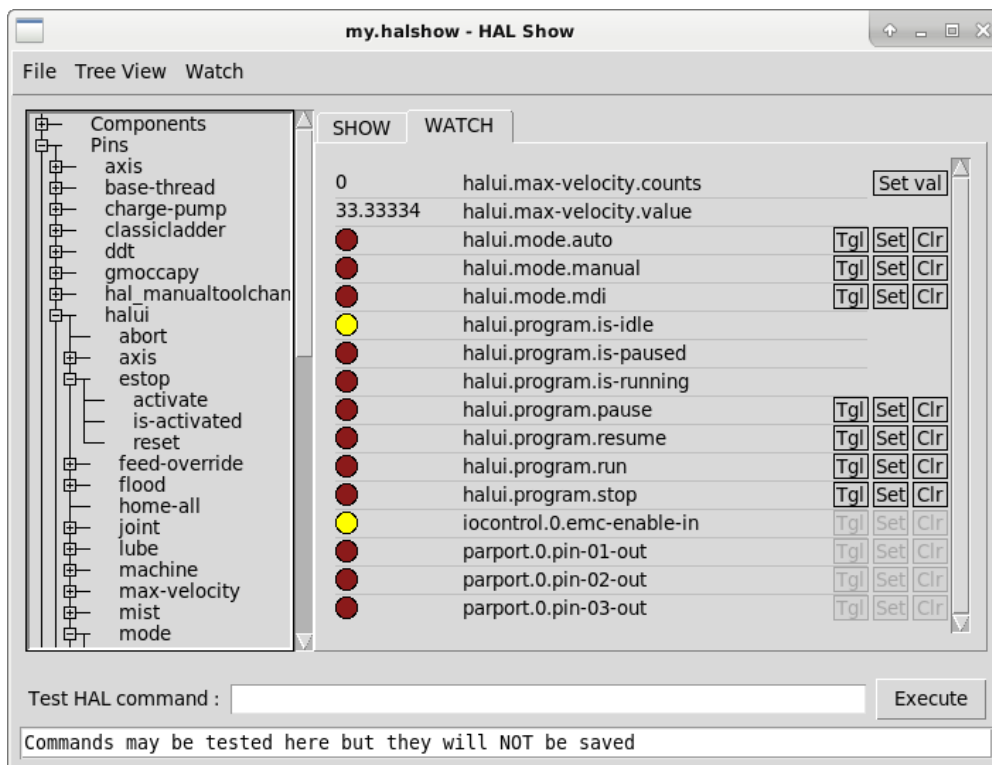 my.halshow - HAL Show
File Tree View Watch
Components
Pins
axis
base-thread
charge-pump
classicladder
ddt
gmoccapy
hal_manualtoolchan
halui
abort
axis
estop
activate
is-activated
reset
feed-override
flood
home-all
joint
lube
machine
max-velocity
mist
mode
SHOW WATCH
0 halui.max-velocity.counts Set val
33.33334 halui.max-velocity.value
halui.mode.auto Tgl Set Clr
halui.mode.manual Tgl Set Clr
halui.mode.mdi Tgl Set Clr
halui.program.is-idle
halui.program.is-paused
halui.program.is-running
halui.program.pause Tgl Set Clr
halui.program.resume Tgl Set Clr
halui.program.run Tgl Set Clr
halui.program.stop Tgl Set Clr
iocontrol.0.emc-enable-in Tgl Set Clr
parport.0.pin-01-out Tgl Set Clr
parport.0.pin-02-out Tgl Set Clr
parport.0.pin-03-out Tgl Set Clr
Test HAL command : Execute
Commands may be tested here but they will NOT be saved